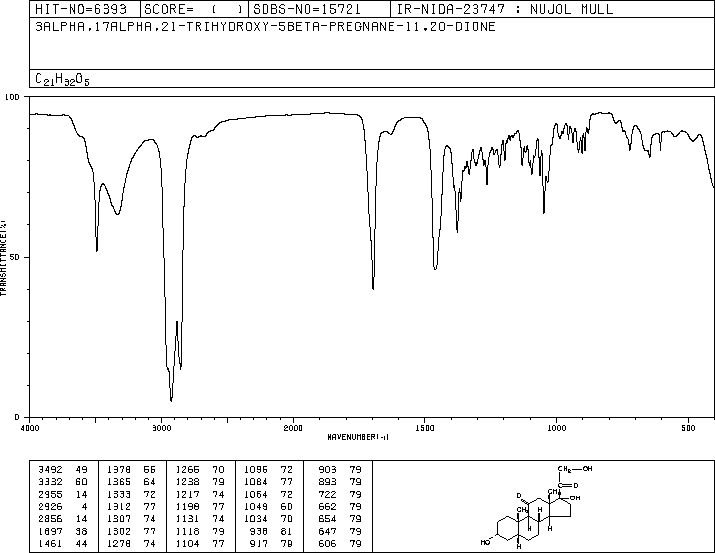 HIT-NO=6393 SCORE= ( ) SDBS-NO=15721 IR-NIDA-23747 : NUJOL MULL
3ALPHA,17ALPHA,21-TRIHYDROXY-5BETA-PREGNANE-11,20-DIONE
C21H32O5
100
50
0
TRANSMITTANCE(%)
4000 3000 2000 1500 1000 500
WAVENUMBER(-1)
3492 49 1378 56 1266 70 1096 72 903 79
3332 60 1365 64 1238 79 1084 77 893 79
2955 14 1333 72 1217 74 1064 72 722 79
2926 4 1312 77 1198 77 1049 60 662 79
2856 14 1307 74 1131 74 1034 70 654 79
1697 38 1302 77 1118 79 938 81 647 79
1461 44 1278 74 1104 77 917 79 606 79
CH2—OH
C=O
CH3
OH
O
CH3
H
H
H
HO
H